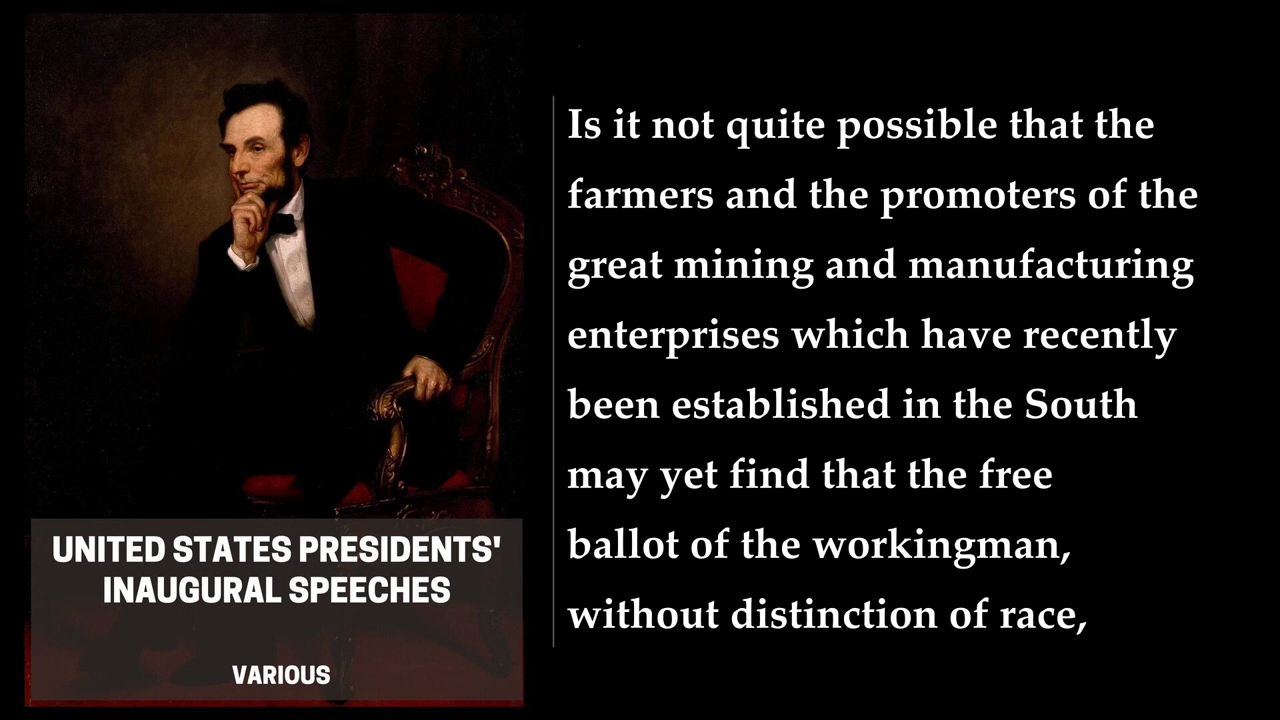 UNITED STATES PRESIDENTS'
INAUGURAL SPEECHES
VARIOUS
Is it not quite possible that the
farmers and the promoters of the
great mining and manufacturing
enterprises which have recently
been established in the South
may yet find that the free
ballot of the workingman,
without distinction of race,